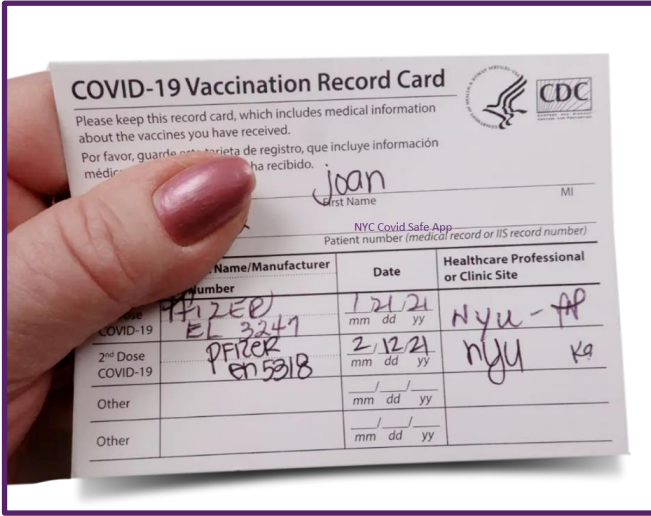 COVID-19 Vaccination Record Card
CDC
Please keep this record card, which includes medical information
about the vaccines you have received.
Por favor, guarde esta tarjeta de registro, que incluye información
ha recibido.
Joan
First Name MI
NYC Covid Safe App
Patient number (medical record or IIS record number)
Name/Manufacturer Date Healthcare Professional
or Clinic Site
PFIZER 1/21/21 NYU - AP
COVID-19 EL 3247 mm dd yy
2nd Dose PFIZER 2/12/21 nyu
COVID-19 en 5318 mm dd yy
Other mm dd yy
Other mm dd yy